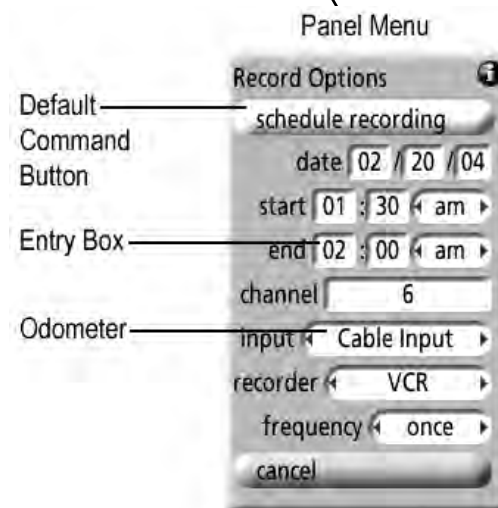 Panel Menu
Record Options i
Default
Command
Button
schedule recording
date 02 / 20 / 04
start 01 : 30 am
Entry Box
end 02 : 00 am
channel 6
Odometer
input Cable Input
recorder VCR
frequency once
cancel